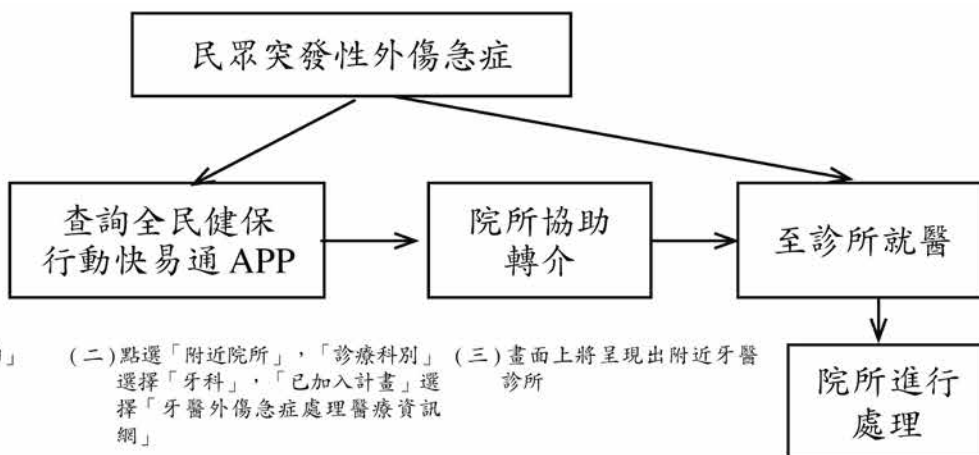 民眾突發性外傷急症
查詢全民健保
行動快易通 APP
院所協助
轉介
至診所就醫
」
(二)點選「附近院所」,「診療科別」
選擇「牙科」,「已加入計畫」選
擇「牙醫外傷急症處理醫療資訊
網」
(三)畫面上將呈現出附近牙醫
診所
院所進行
處理